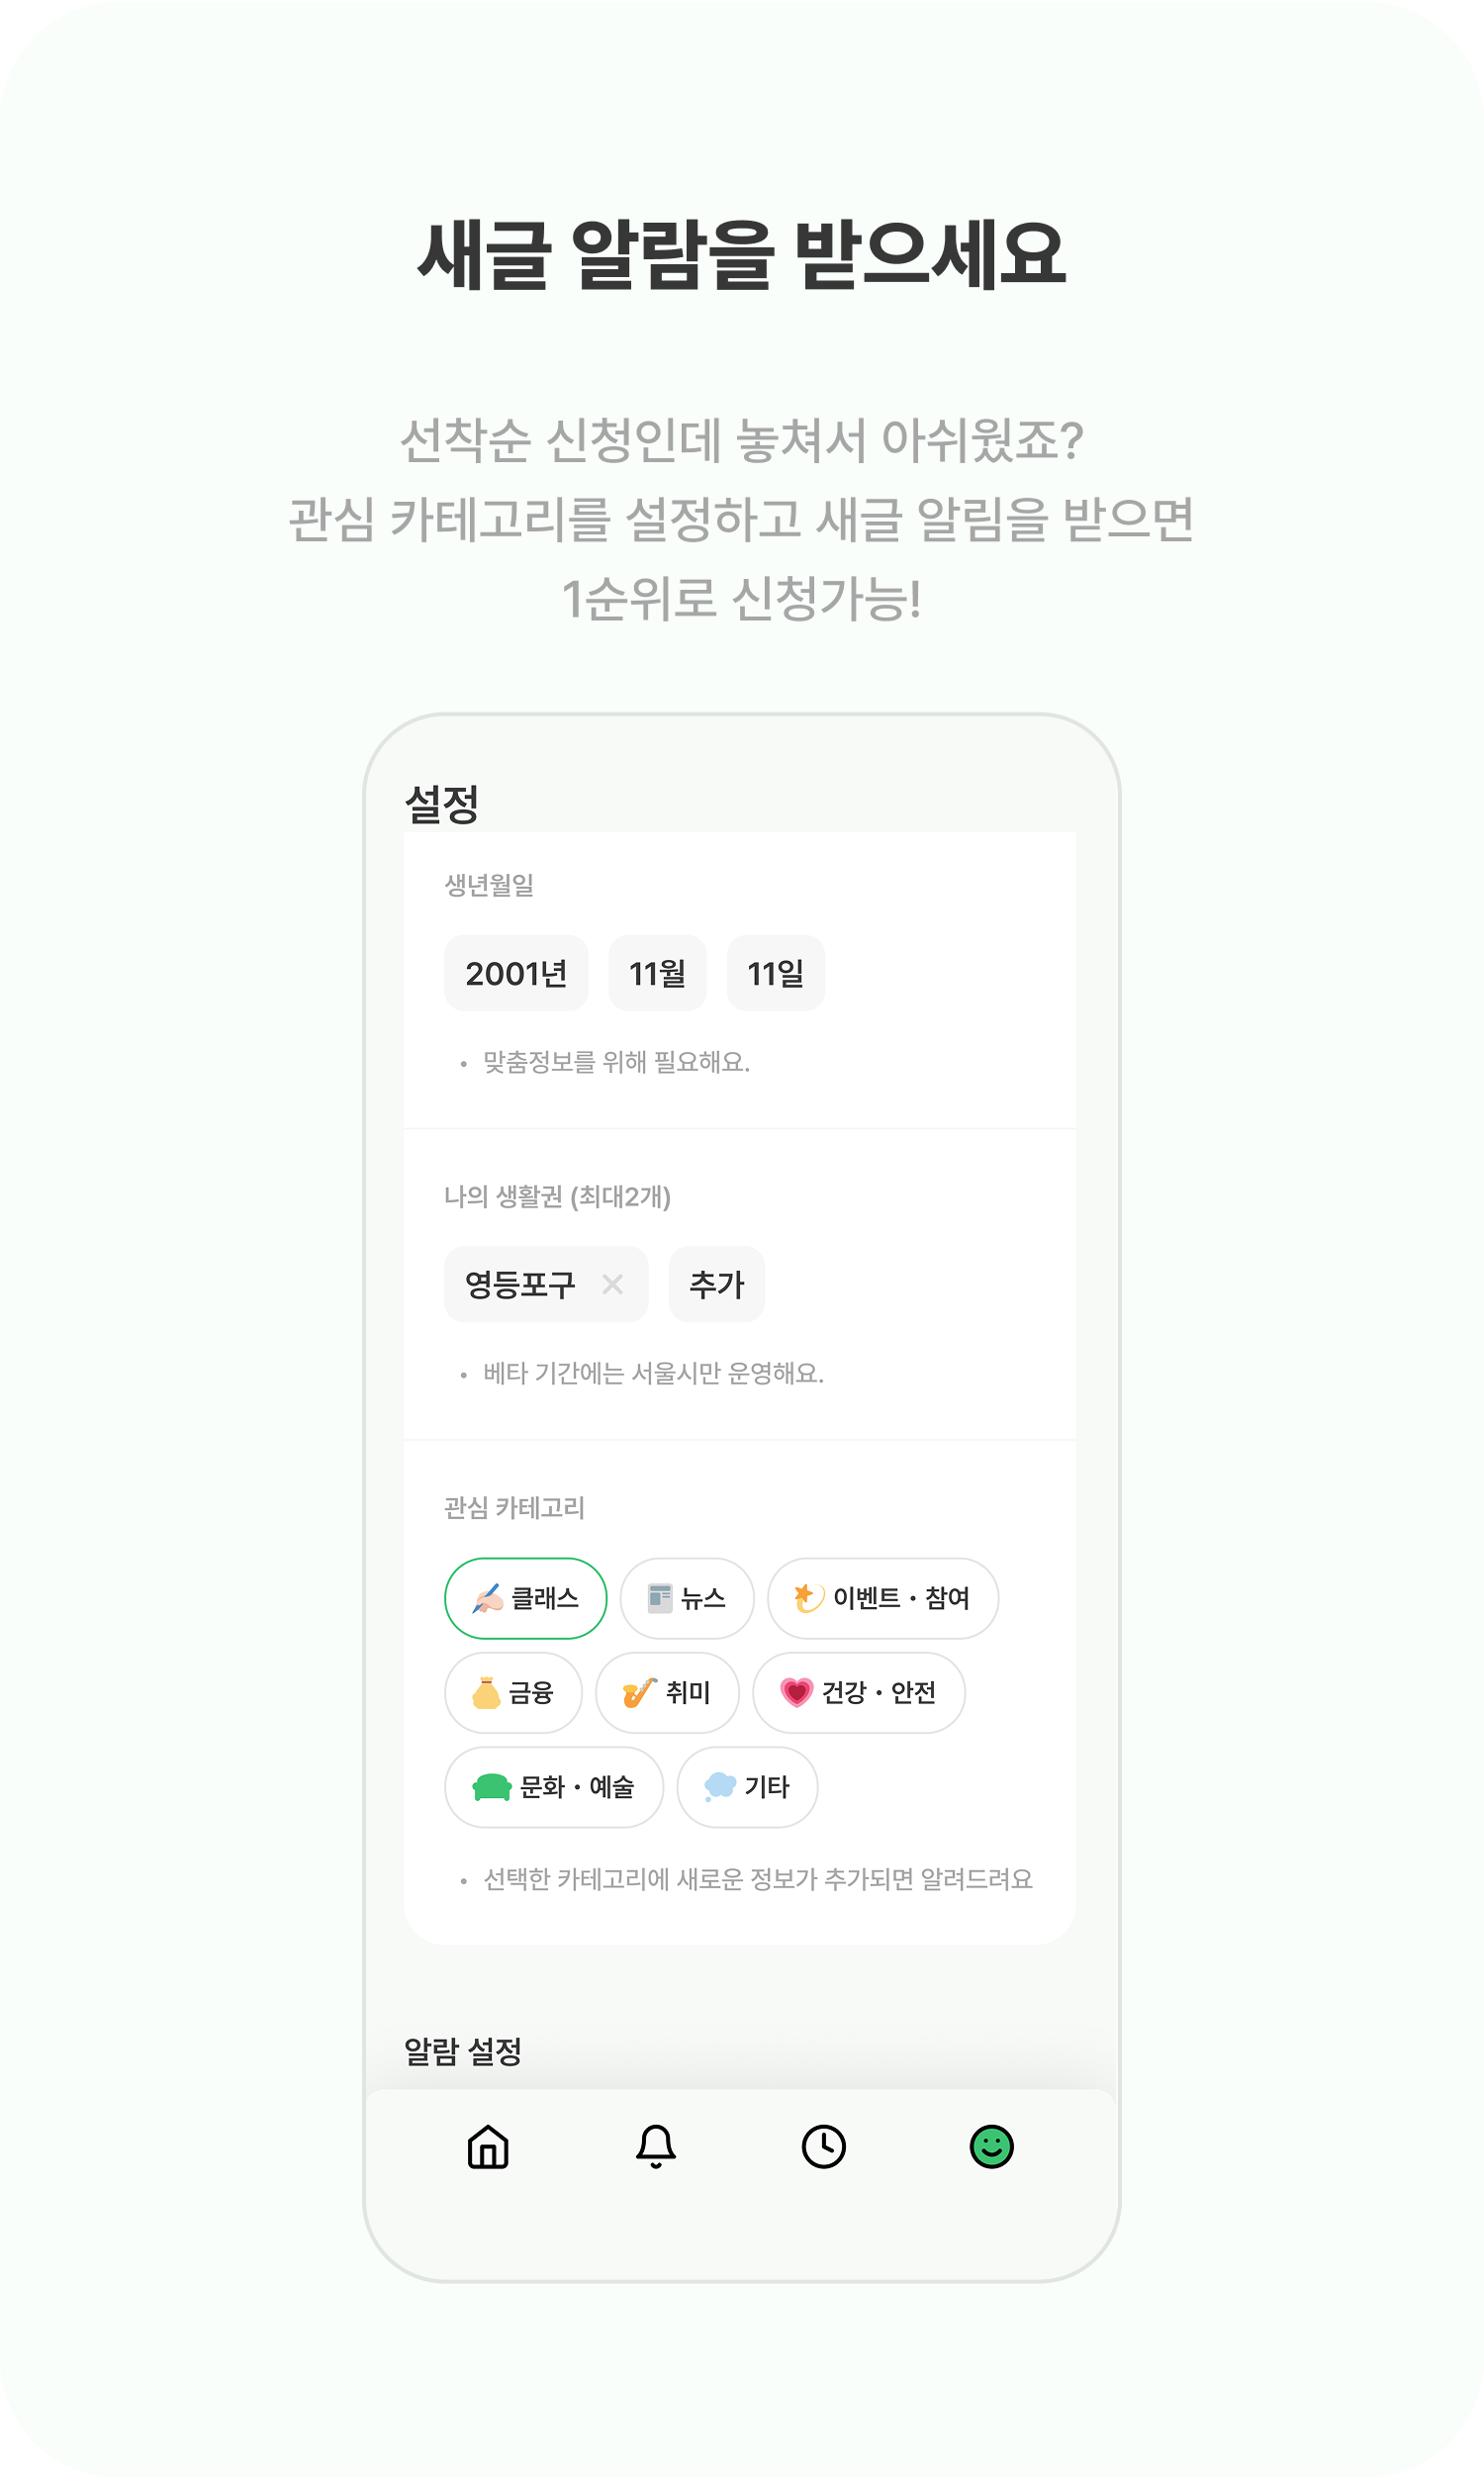 새글 알람을 받으세요
선착순 신청인데 놓쳐서 아쉬웠죠?
관심 카테고리를 설정하고 새글 알림을 받으면
1순위로 신청가능!
설정
생년월일
2001년 11월 11일
• 맞춤정보를 위해 필요해요.
나의 생활권 (최대2개)
영등포구 × 추가
• 베타 기간에는 서울시만 운영해요.
관심 카테고리
클래스 뉴스 이벤트・참여
금융 취미 건강・안전
문화・예술 기타
• 선택한 카테고리에 새로운 정보가 추가되면 알려드려요
알람 설정